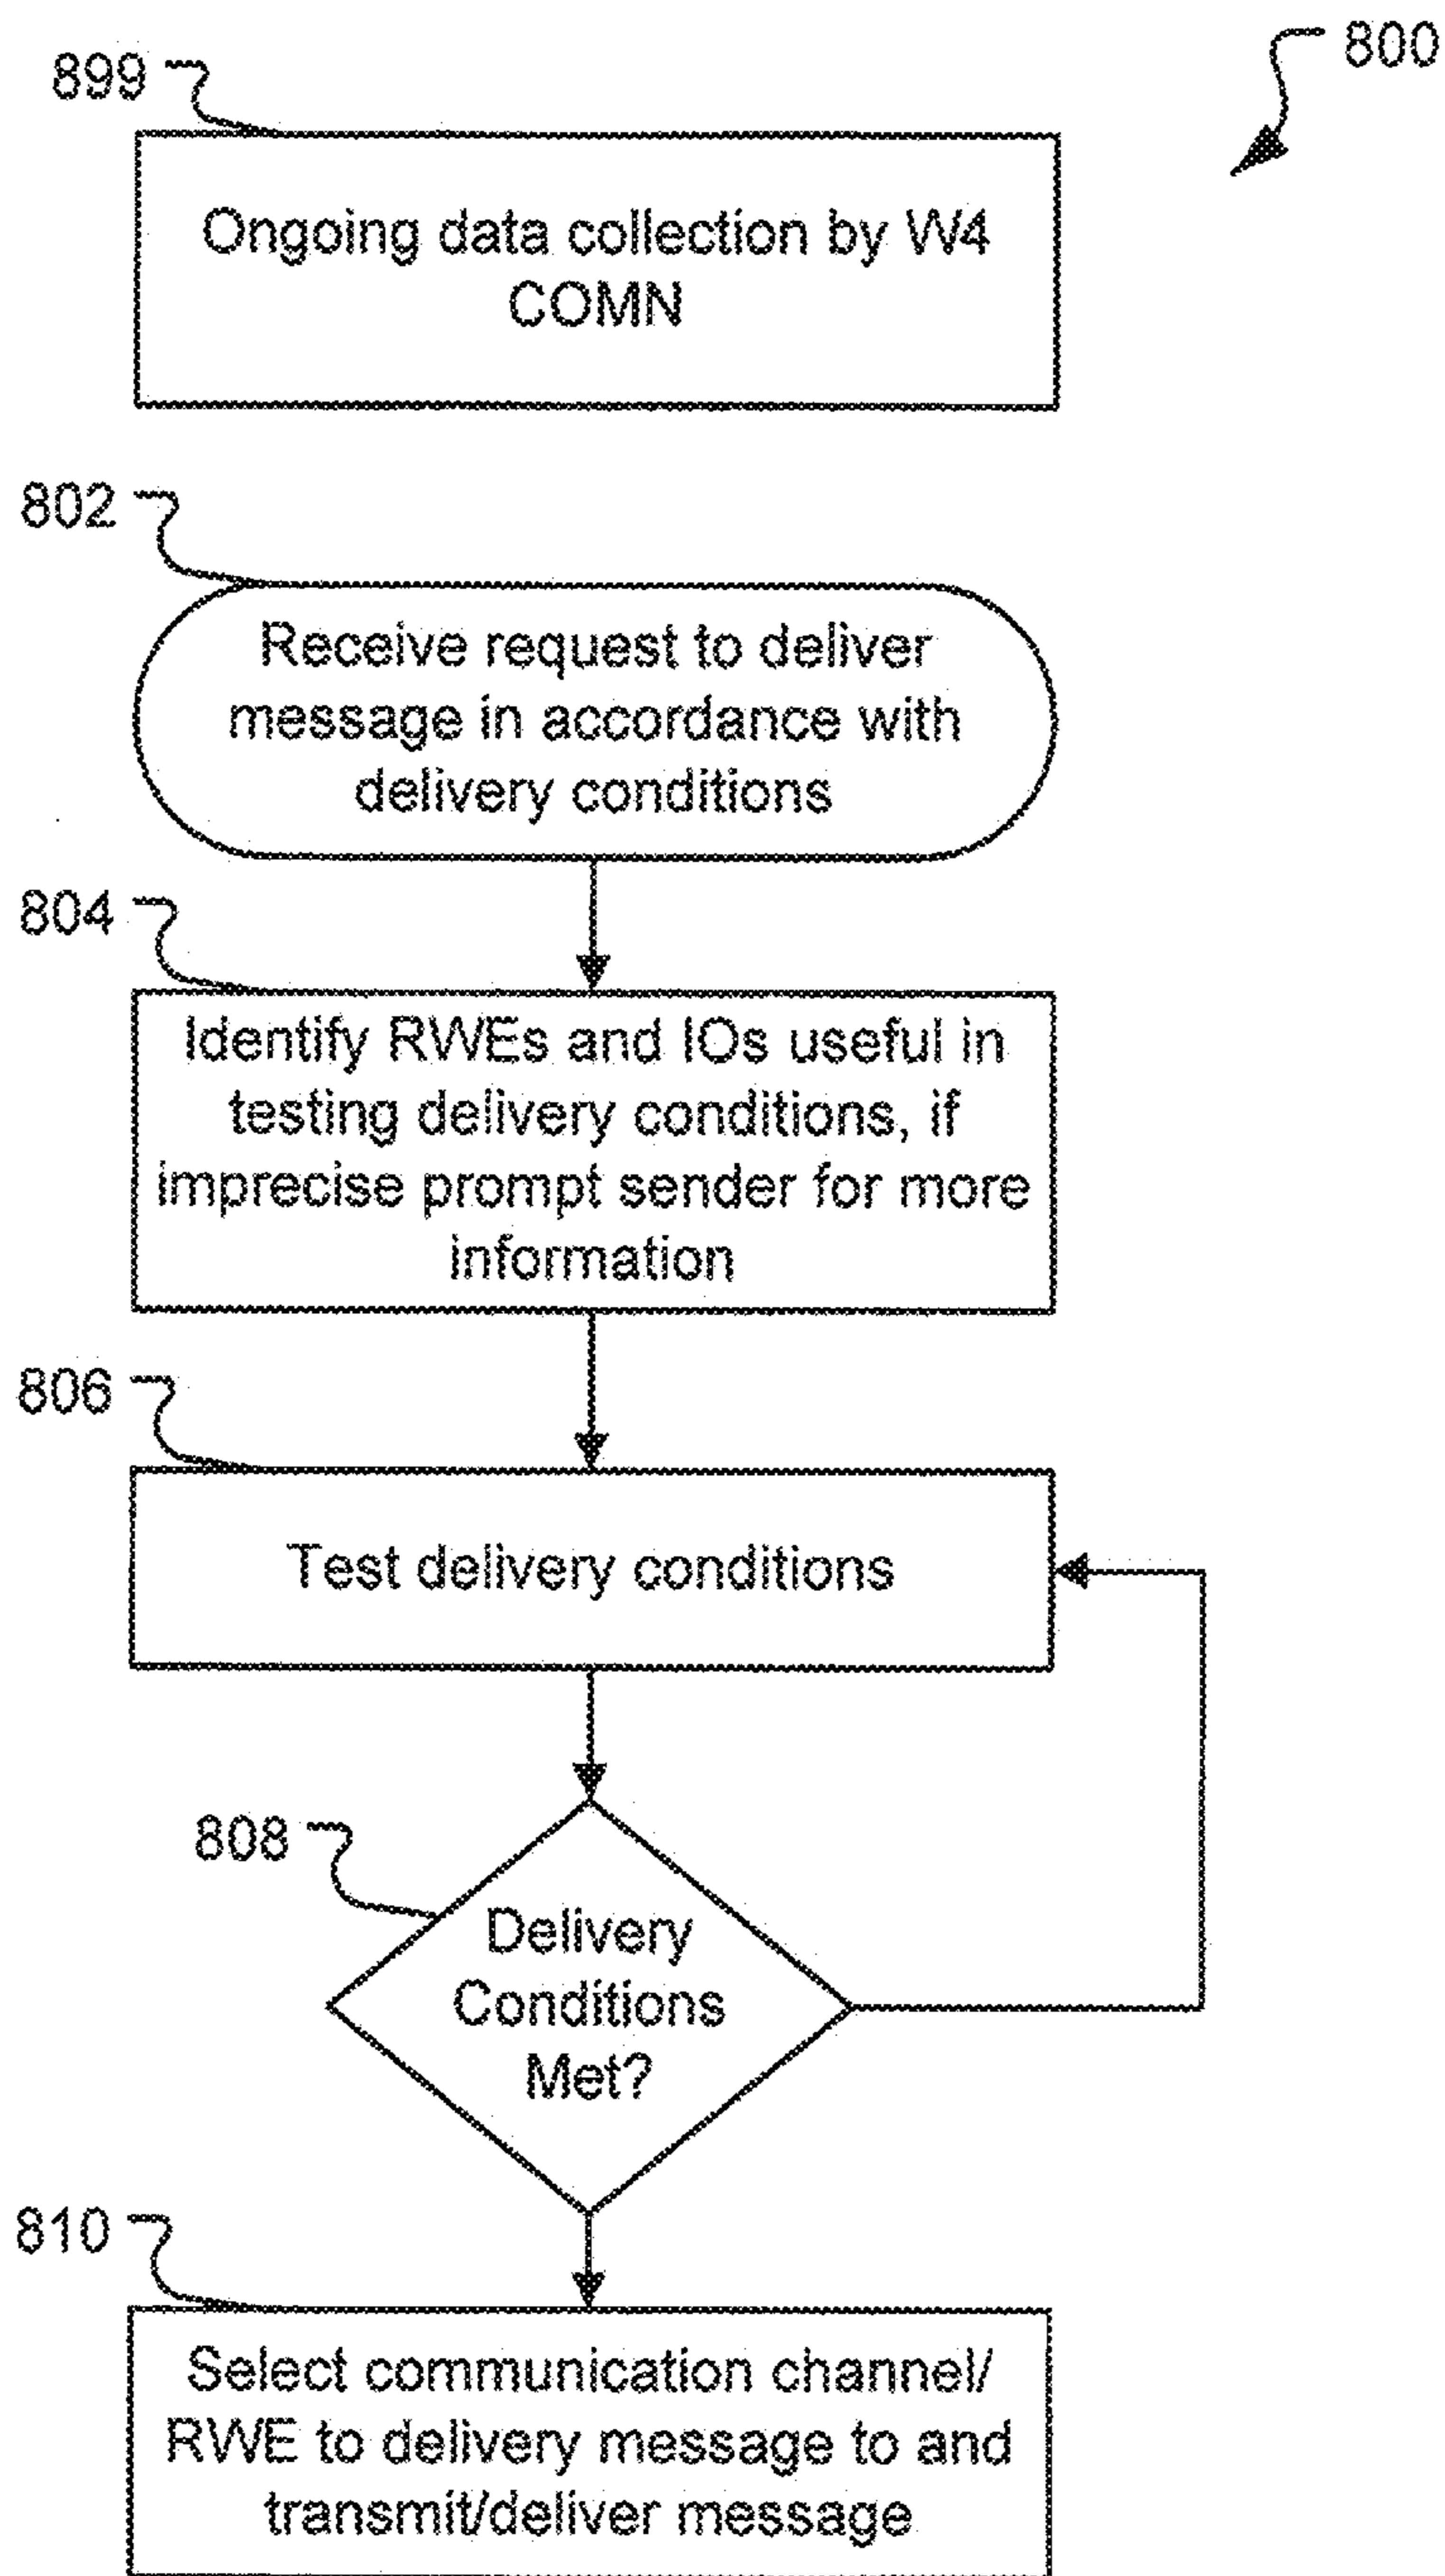 800
899
Ongoing data collection by W4
COMN
802
Receive request to deliver
message in accordance with
delivery conditions
804
Identify RWEs and IOs useful in
testing delivery conditions, if
imprecise prompt sender for more
information
806
Test delivery conditions
808
Delivery
Conditions
Met?
810
Select communication channel/
RWE to delivery message to and
transmit/deliver message